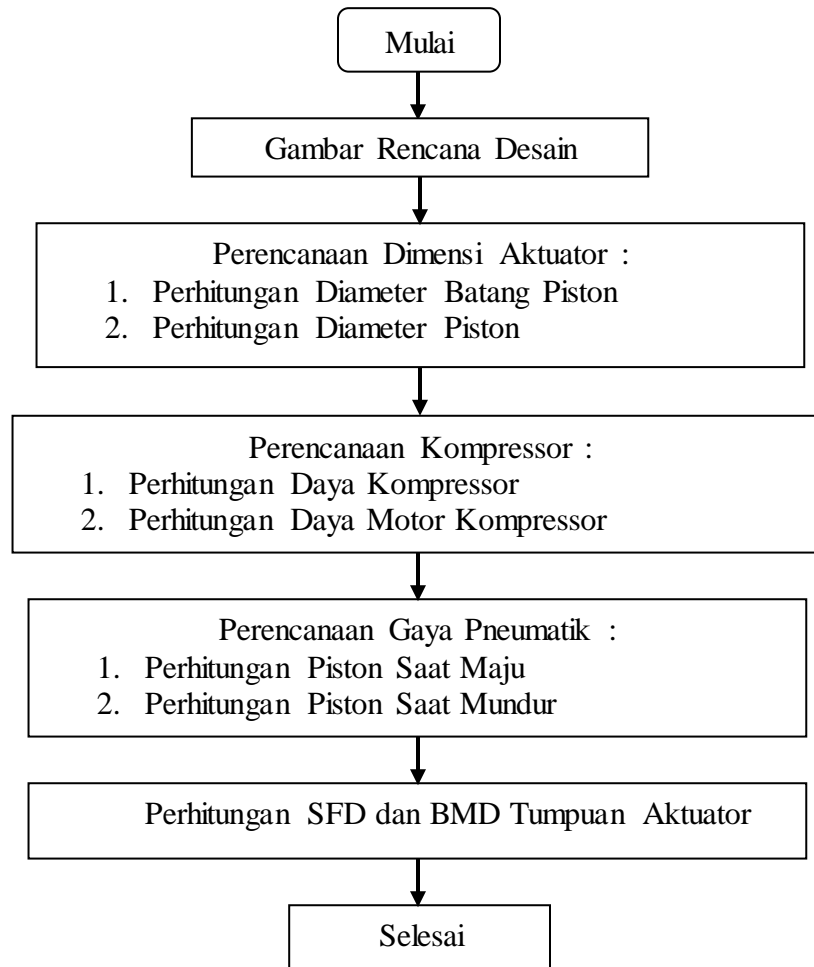 Mulai
Gambar Rencana Desain
Perencanaan Dimensi Aktuator :
1. Perhitungan Diameter Batang Piston
2. Perhitungan Diameter Piston
Perencanaan Kompressor :
1. Perhitungan Daya Kompressor
2. Perhitungan Daya Motor Kompressor
Perencanaan Gaya Pneumatik :
1. Perhitungan Piston Saat Maju
2. Perhitungan Piston Saat Mundur
Perhitungan SFD dan BMD Tumpuan Aktuator
Selesai